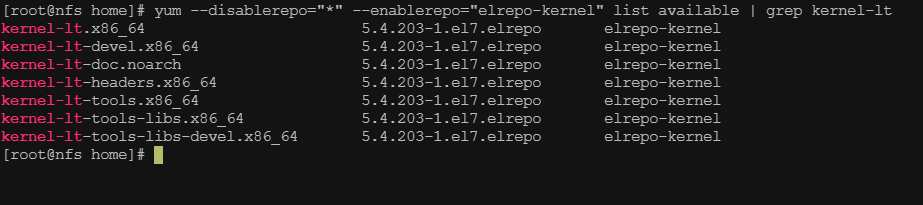 [root@nfs home]# yum --disablerepo="*" --enablerepo="elrepo-kernel" list available | grep kernel-lt
kernel-lt.x86_64 5.4.203-1.el7.elrepo elrepo-kernel
kernel-lt-devel.x86_64 5.4.203-1.el7.elrepo elrepo-kernel
kernel-lt-doc.noarch 5.4.203-1.el7.elrepo elrepo-kernel
kernel-lt-headers.x86_64 5.4.203-1.el7.elrepo elrepo-kernel
kernel-lt-tools.x86_64 5.4.203-1.el7.elrepo elrepo-kernel
kernel-lt-tools-libs.x86_64 5.4.203-1.el7.elrepo elrepo-kernel
kernel-lt-tools-libs-devel.x86_64 5.4.203-1.el7.elrepo elrepo-kernel
[root@nfs home]#